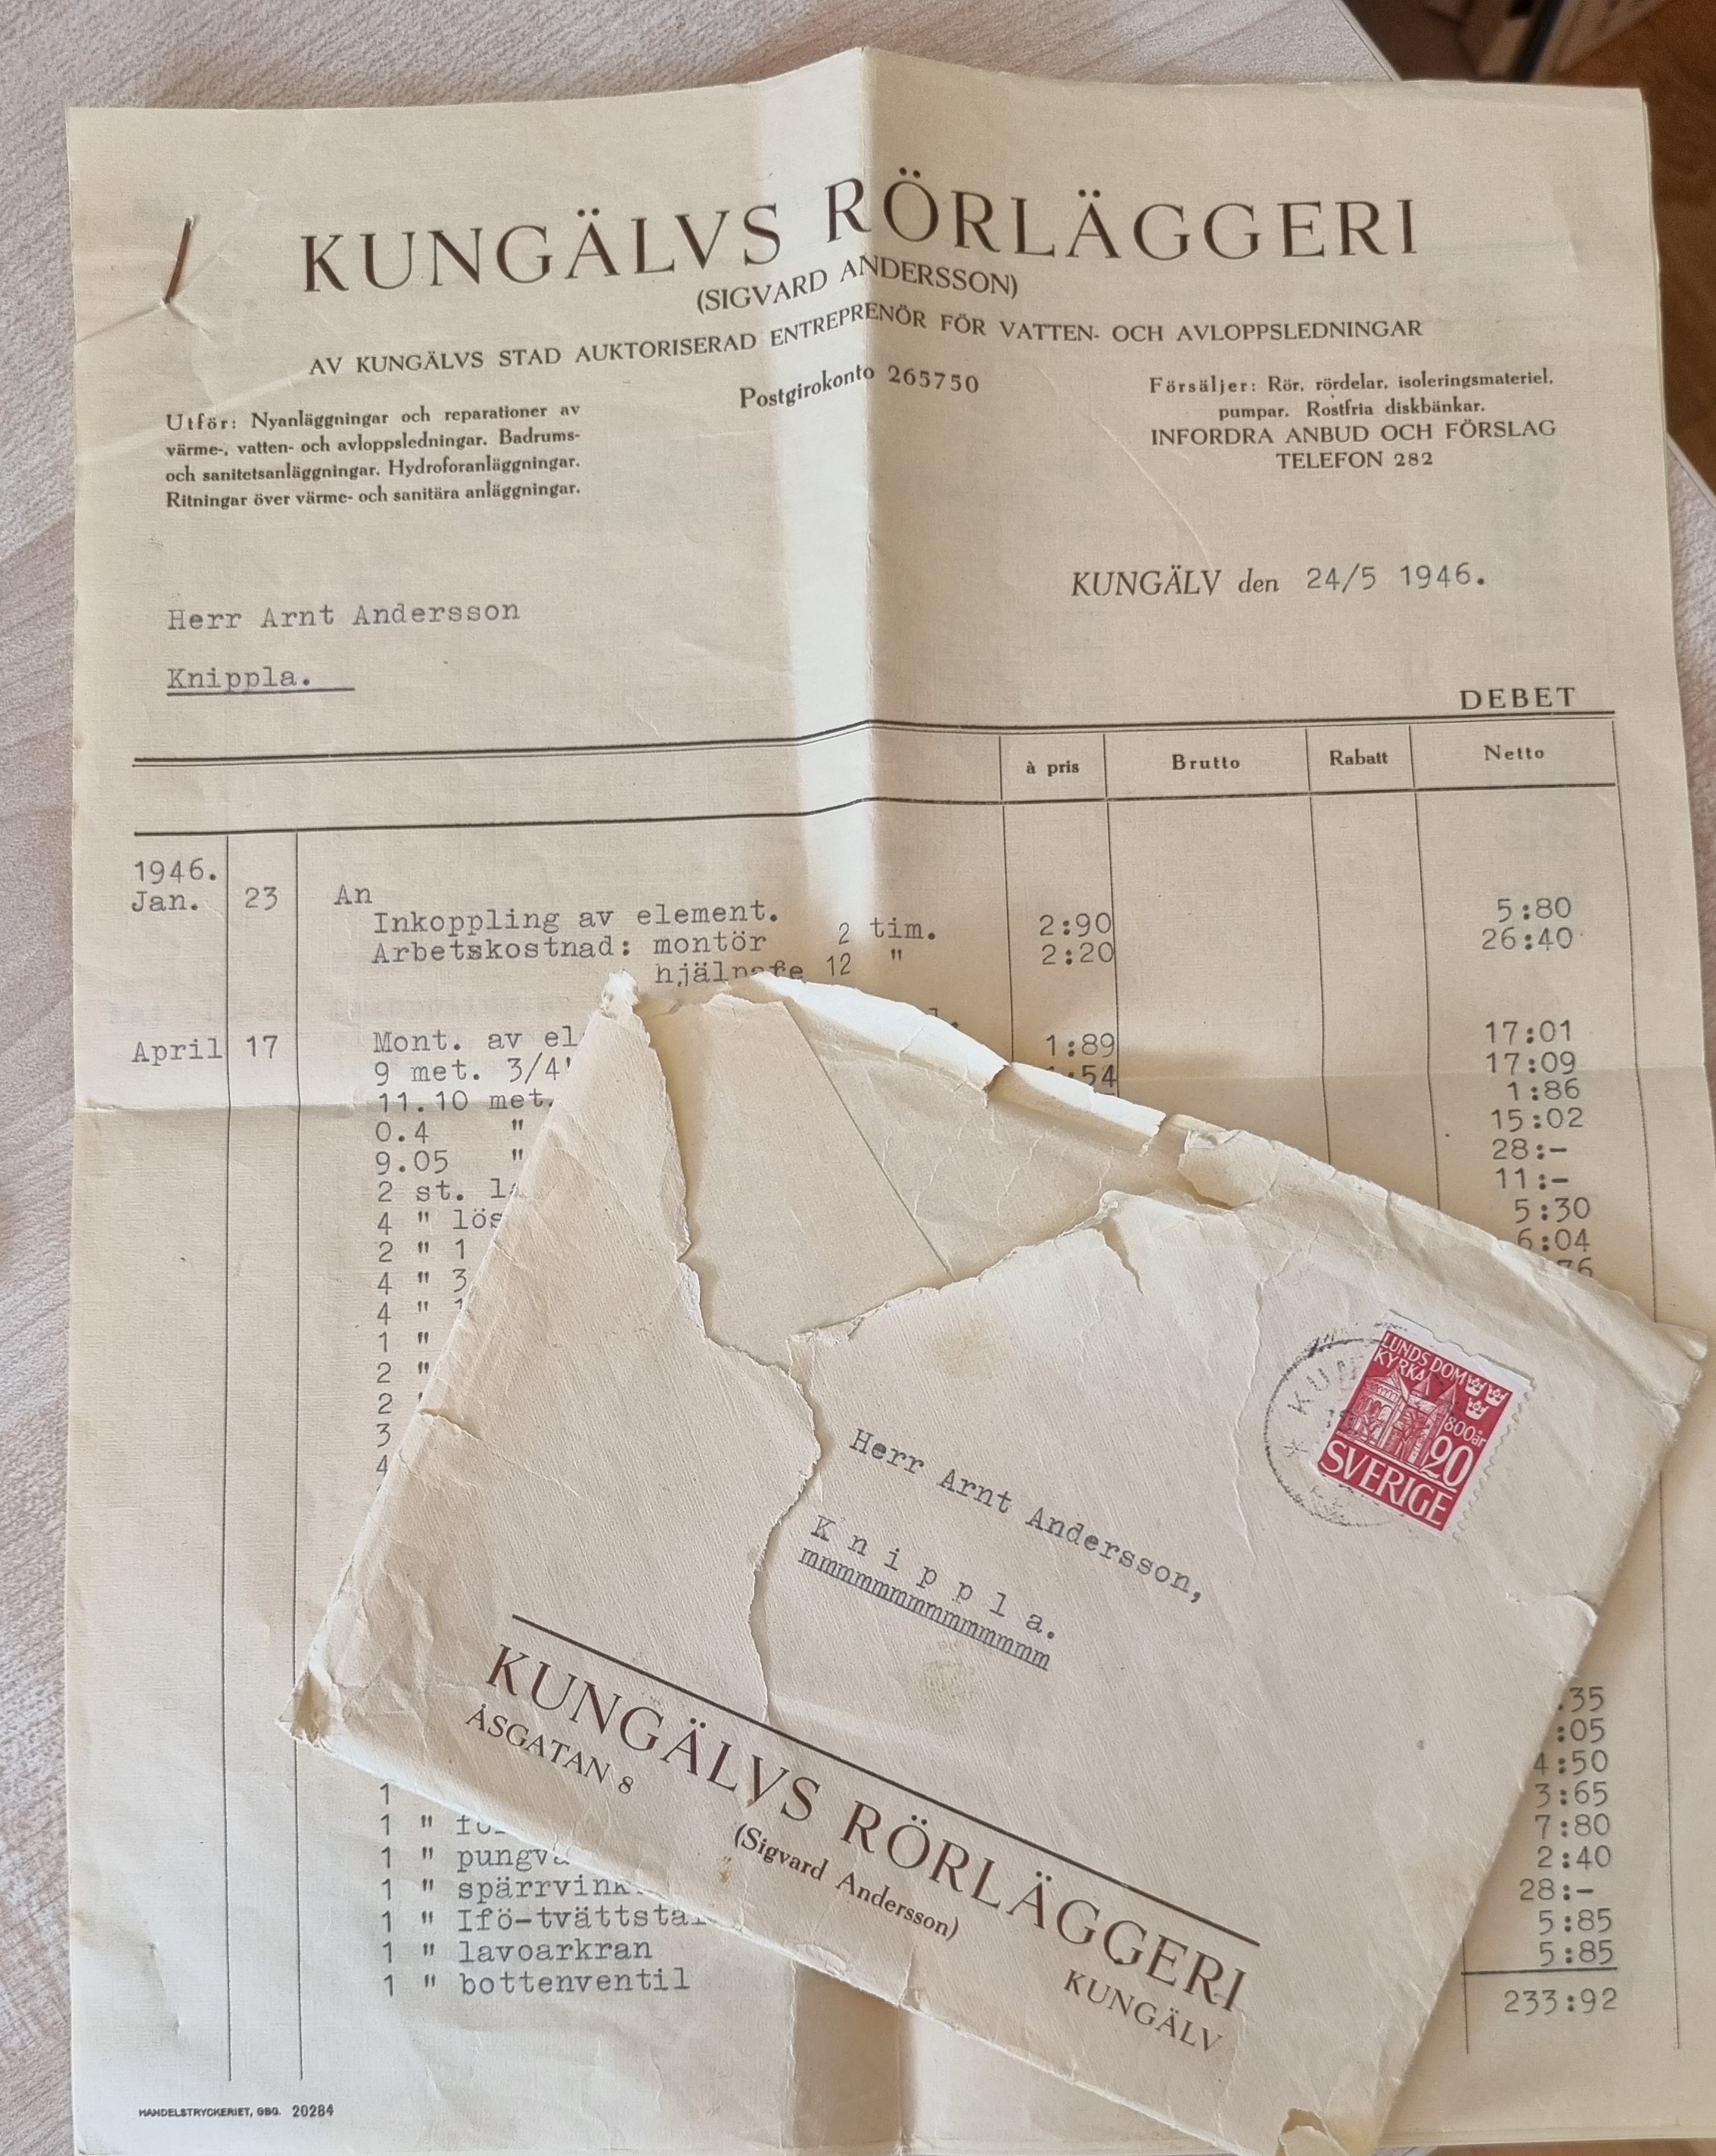 KUNGÄLVS RÖRLÄGGERI
(SIGVARD ANDERSSON)
AV KUNGÄLVS STAD AUKTORISERAD ENTREPRENÖR FÖR VATTEN- OCH AVLOPPSLEDNINGAR
Postgirokonto 265750
Utför: Nyanläggningar och reparationer av
värme-, vatten- och avloppsledningar. Badrums-
och sanitetsanläggningar. Hydroforanläggningar.
Ritningar över värme- och sanitära anläggningar.
Försäljer: Rör, rördelar, isoleringsmateriel,
pumpar. Rostfria diskbänkar.
INFORDRA ANBUD OCH FÖRSLAG
TELEFON 282
KUNGÄLV den 24/5 1946.
Herr Arnt Andersson
Knippla.
DEBET
à pris Brutto Rabatt Netto
1946.
Jan. 23 An
Inkoppling av element.
Arbetskostnad: montör 2 tim. 2:90 5:80
12 " 2:20 26:40
April 17 Mont. av el
9 met. 3/4" 1:89 17:01
11.10 met. :54 17:09
0.4 " 1:86
9.05 " 15:02
2 st. 28:-
4 " lös 11:-
2 " 1 5:30
4 " 3 6:04
4 " 1 76
1 "
2 "
2 "
3
4
35
:05
4:50
1 3:65
1 " 7:80
1 " pungv 2:40
1 " spärrvink 28:-
1 " Ifö-tvättstäl
1 " lavoarkran 5:85
1 " bottenventil 5:85
233:92
HANDELSTRYCKERIET, GBG. 20284
LUNDS DOM
KYRKA
800 år
20
SVERIGE
Herr Arnt Andersson,
Knippla.
mmmmmmmmmmmmmmmm
KUNGÄLVS RÖRLÄGGERI
ÅSGATAN 8
(Sigvard Andersson)
KUNGÄLV